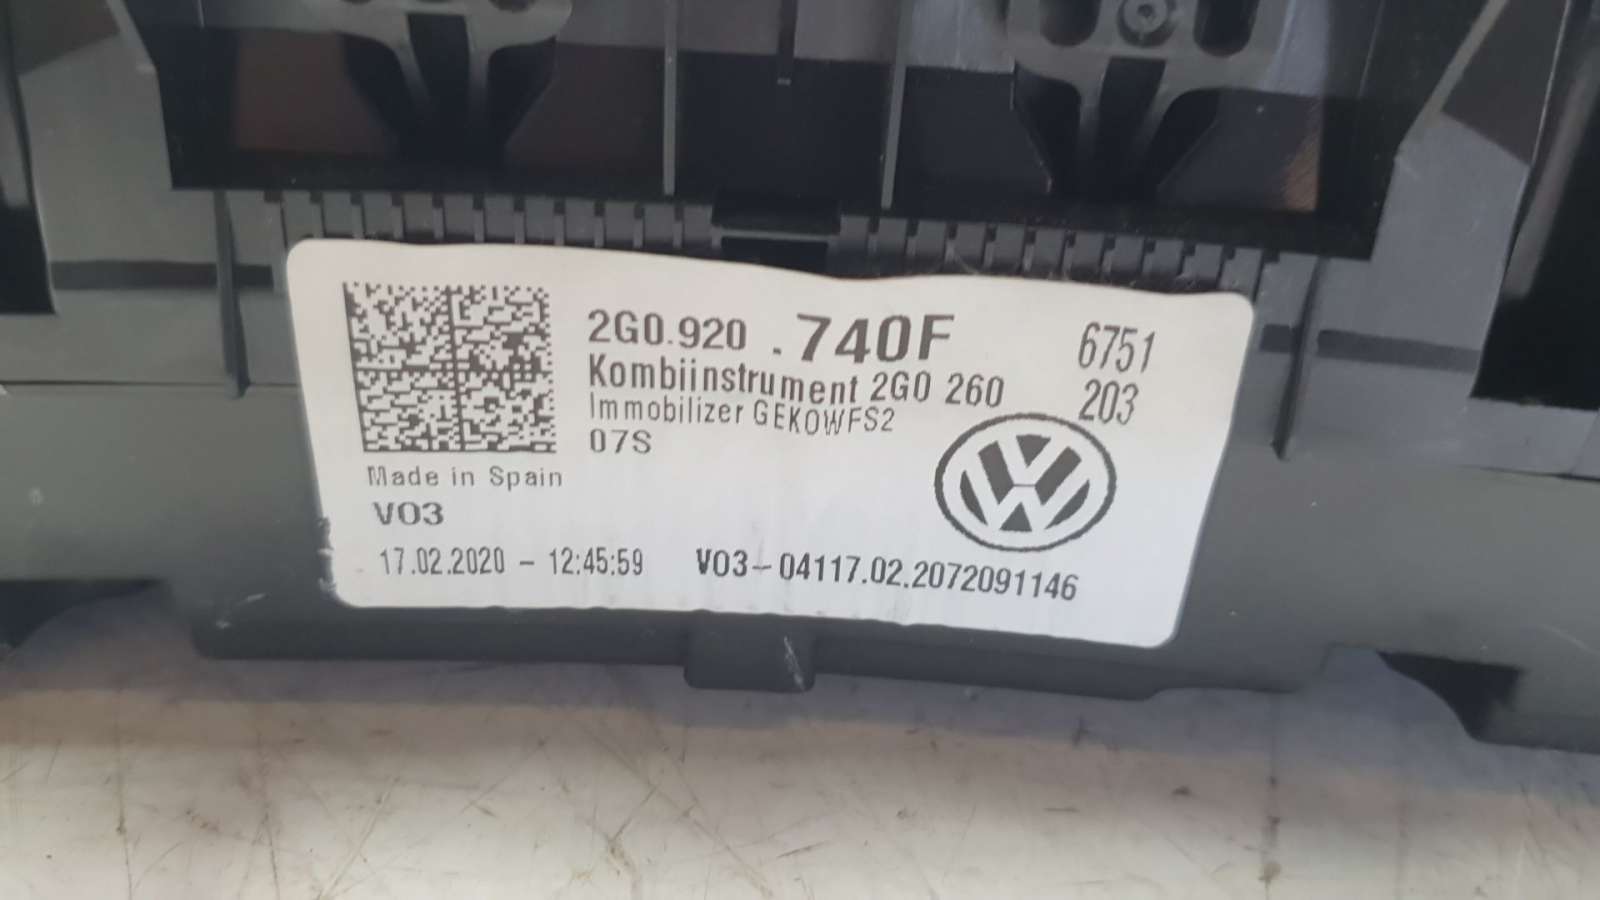 2G0.920 .740F 6751
Kombiinstrument 2G0 260 203
Immobilizer GEKOWFS2
07S
Made in Spain
V03
17.02.2020 - 12:45:59 V03-04117.02.2072091146